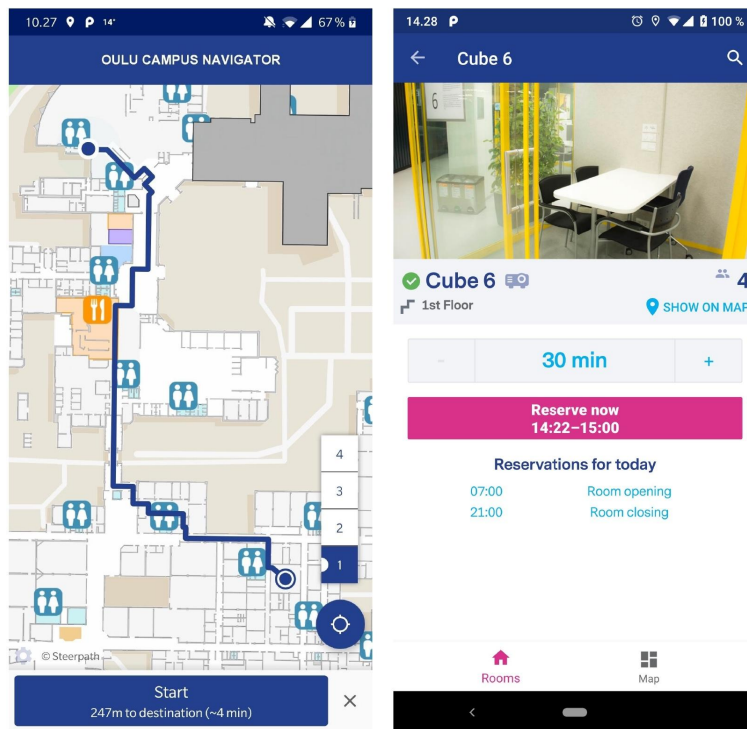 10.27
14°
67 %
OULU CAMPUS NAVIGATOR
4
3
2
1
© Steerpath
Start
247m to destination (~4 min)
14.28
100 %
Cube 6
6
Cube 6
4
1st Floor
SHOW ON MAP
-
30 min
+
Reserve now
14:22–15:00
Reservations for today
07:00 Room opening
21:00 Room closing
Rooms
Map